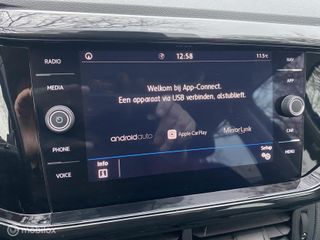 12:58
11.5°C
RADIO
NAV
MEDIA
APP
Welkom bij App-Connect.
Een apparaat via USB verbinden, alstublieft.
androidauto
Apple CarPlay
MirrorLink
CAR
PHONE
MENU
VOICE
Info
Setup
mobilox